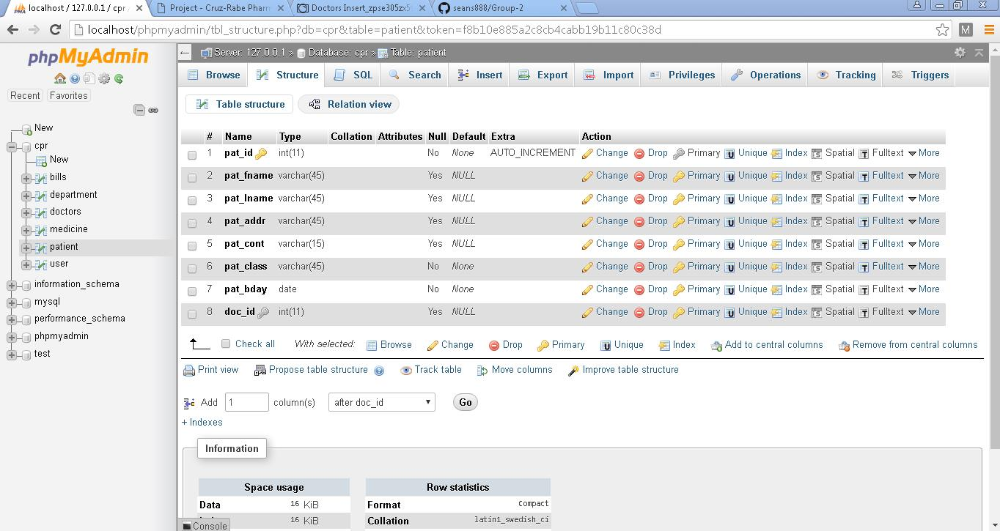 localhost / 127.0.0.1 / cpr
Project - Cruz-Rabe Pharm
Doctors Insert_zpse305zx5
seans888/Group-2
localhost/phpmyadmin/tbl_structure.php?db=cpr&table=patient&token=f8b10e885a2c8cb4cabb19b11c80c38d
M
phpMyAdmin
Recent Favorites
New
cpr
New
bills
department
doctors
medicine
patient
user
information_schema
mysql
performance_schema
phpmyadmin
test
Server: 127.0.0.1 » Database: cpr » Table: patient
Browse Structure SQL Search Insert Export Import Privileges Operations Tracking Triggers
Table structure Relation view
# Name Type Collation Attributes Null Default Extra Action
1 pat_id int(11) No None AUTO_INCREMENT Change Drop Primary Unique Index Spatial Fulltext More
2 pat_fname varchar(45) Yes NULL Change Drop Primary Unique Index Spatial Fulltext More
3 pat_lname varchar(45) Yes NULL Change Drop Primary Unique Index Spatial Fulltext More
4 pat_addr varchar(45) Yes NULL Change Drop Primary Unique Index Spatial Fulltext More
5 pat_cont varchar(15) Yes NULL Change Drop Primary Unique Index Spatial Fulltext More
6 pat_class varchar(45) No None Change Drop Primary Unique Index Spatial Fulltext More
7 pat_bday date No None Change Drop Primary Unique Index Spatial Fulltext More
8 doc_id int(11) Yes NULL Change Drop Primary Unique Index Spatial Fulltext More
Check all With selected: Browse Change Drop Primary Unique Index Add to central columns Remove from central columns
Print view Propose table structure Track table Move columns Improve table structure
Add 1 column(s) after doc_id Go
+ Indexes
Information
Space usage
Data 16 KiB
16 KiB
Row statistics
Format Compact
Collation latin1_swedish_ci
Console